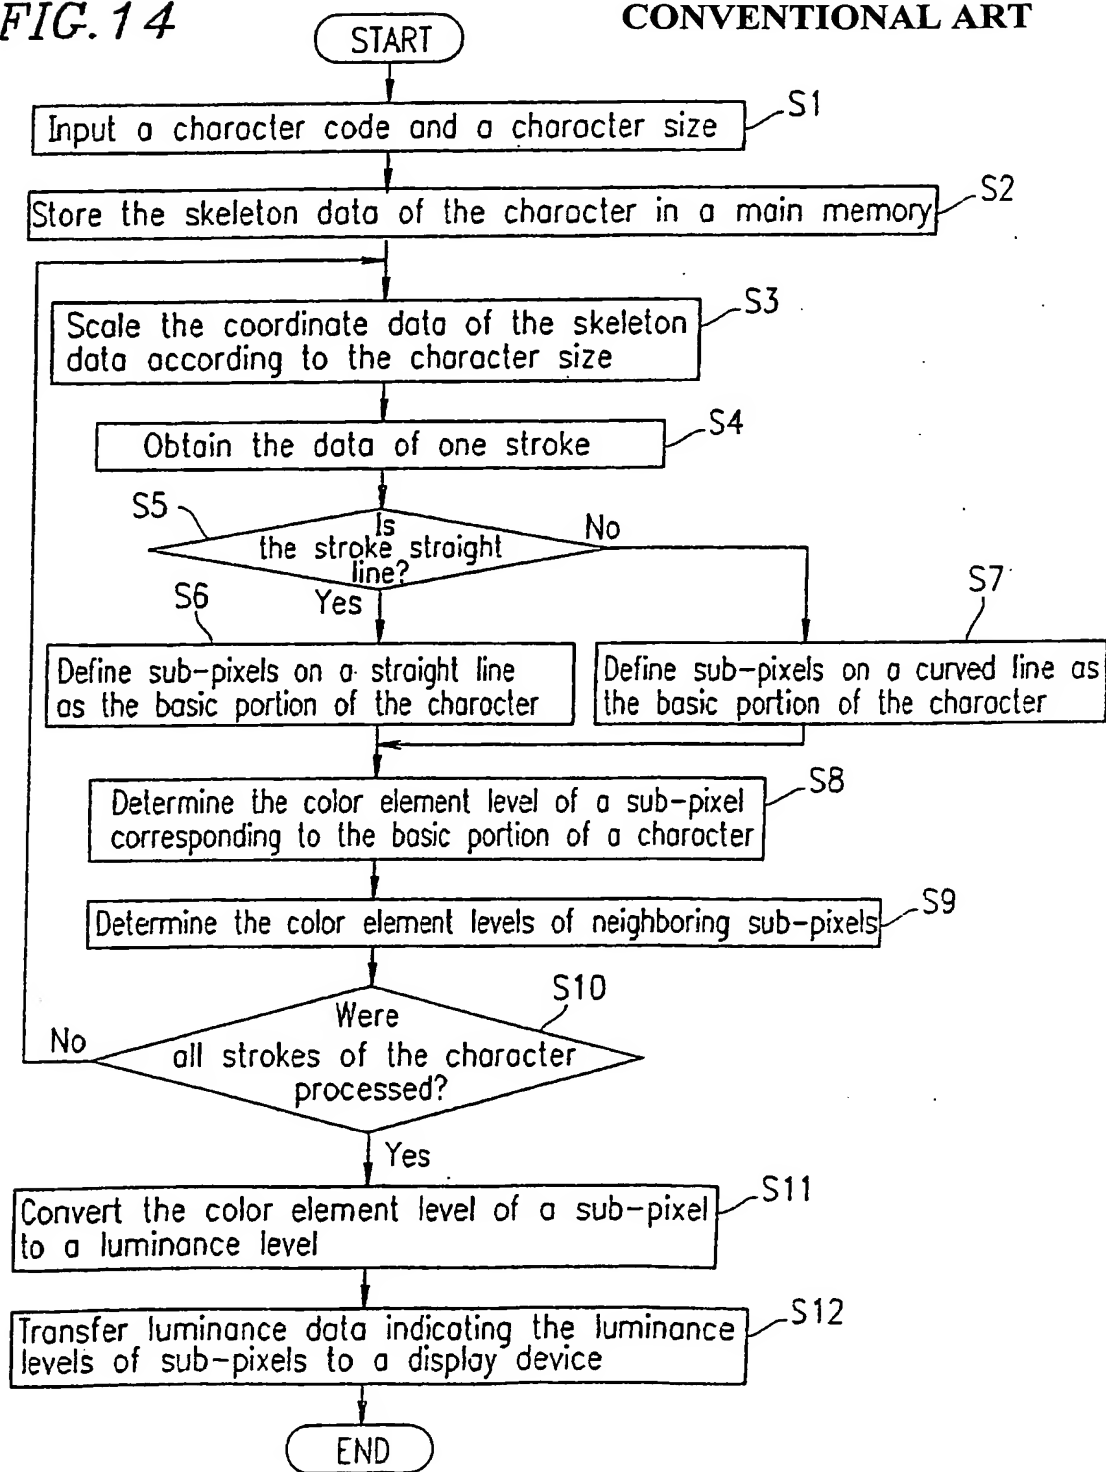 FIG.14
CONVENTIONAL ART
START
S1
Input a character code and a character size
S2
Store the skeleton data of the character in a main memory
S3
Scale the coordinate data of the skeleton
data according to the character size
S4
Obtain the data of one stroke
S5
Is
the stroke straight
line?
No
Yes
S6
Define sub-pixels on a straight line
as the basic portion of the character
S7
Define sub-pixels on a curved line as
the basic portion of the character
S8
Determine the color element level of a sub-pixel
corresponding to the basic portion of a character
S9
Determine the color element levels of neighboring sub-pixels
S10
Were
all strokes of the character
processed?
No
Yes
S11
Convert the color element level of a sub-pixel
to a luminance level
S12
Transfer luminance data indicating the luminance
levels of sub-pixels to a display device
END